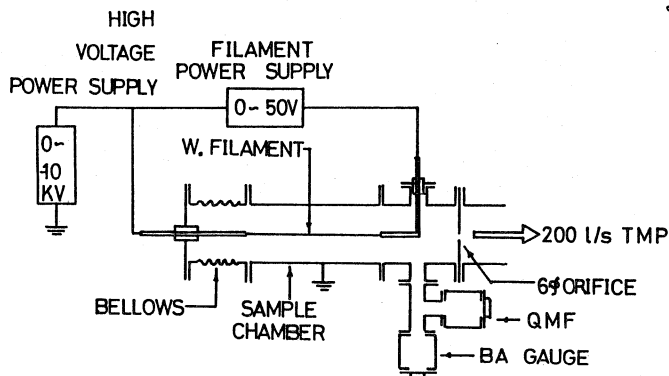 HIGH
VOLTAGE
POWER SUPPLY
FILAMENT
POWER SUPPLY
0~50V
0~
-10
KV
W. FILAMENT
200 l/s TMP
6φ ORIFICE
BELLOWS
SAMPLE
CHAMBER
QMF
BA GAUGE